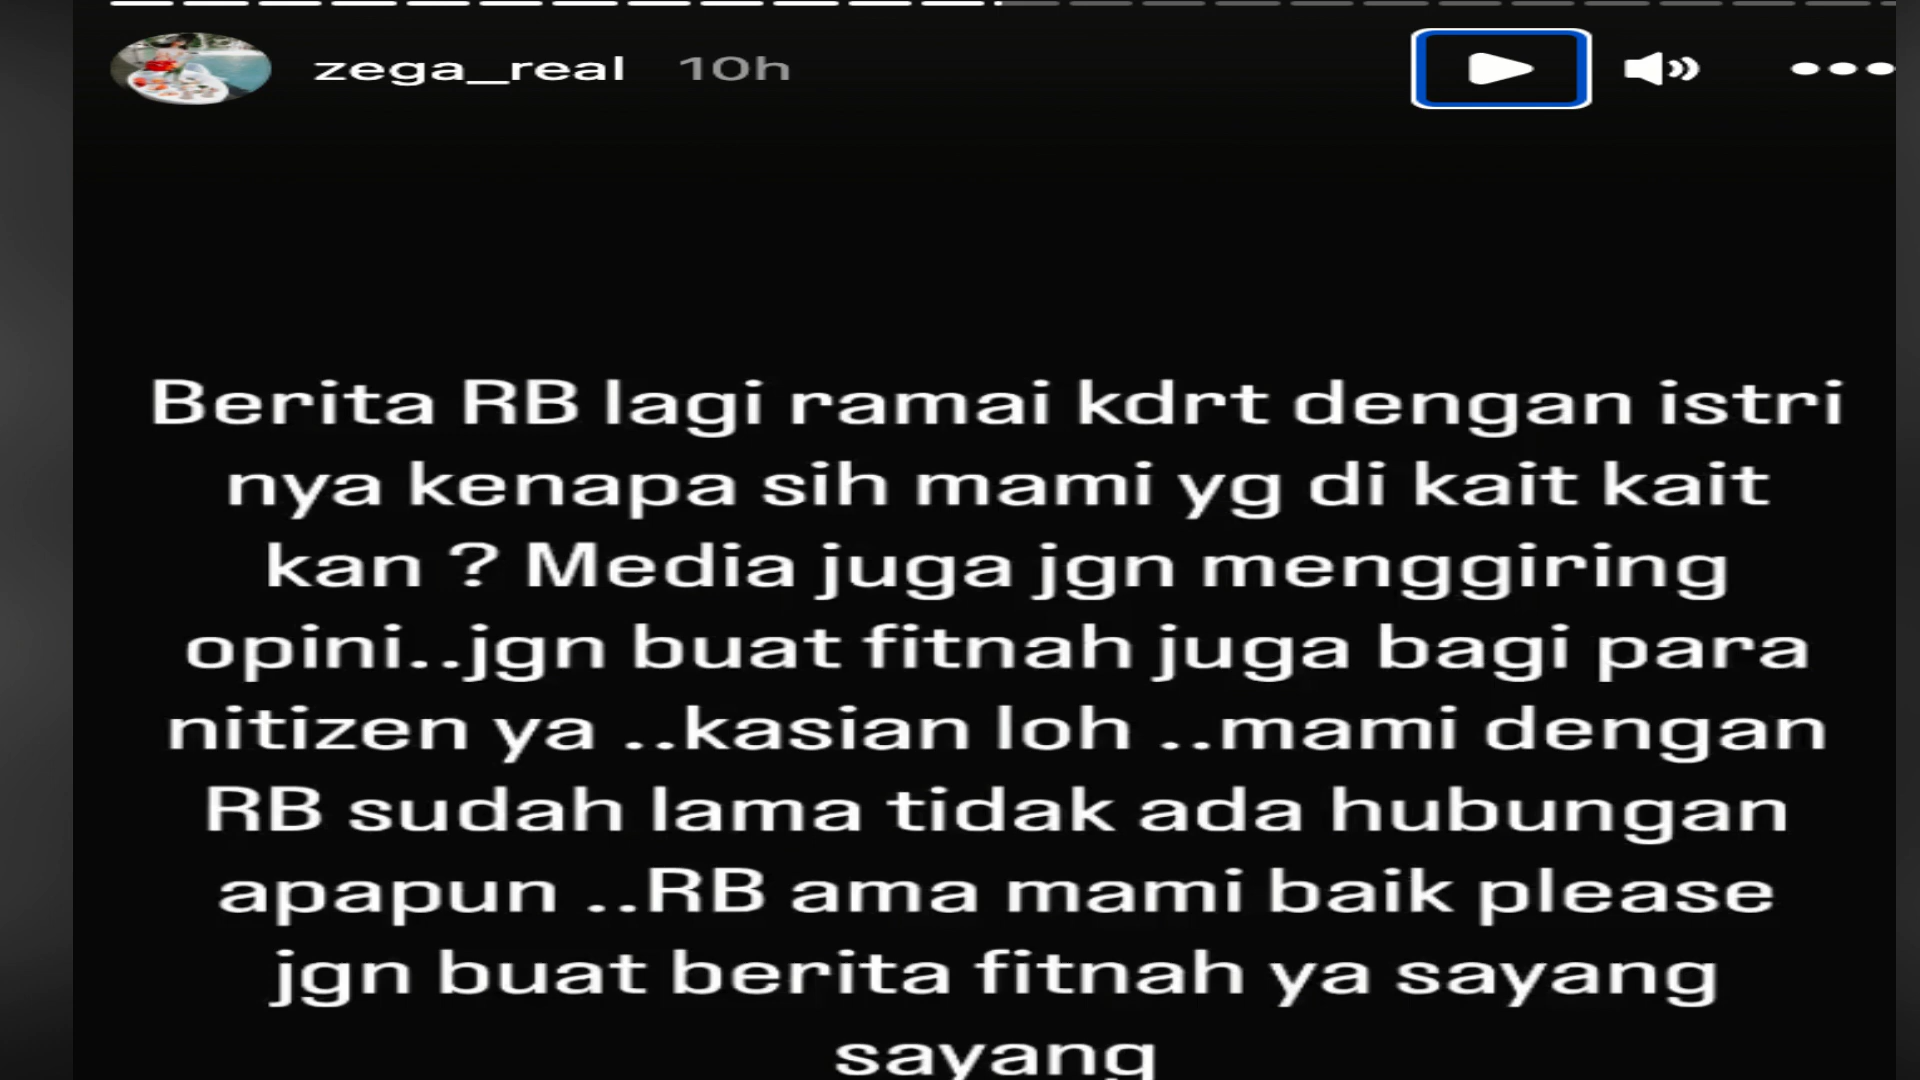 zega_real 10h
Berita RB lagi ramai kdrt dengan istri
nya kenapa sih mami yg di kait kait
kan ? Media juga jgn menggiring
opini..jgn buat fitnah juga bagi para
nitizen ya ..kasian loh ..mami dengan
RB sudah lama tidak ada hubungan
apapun ..RB ama mami baik please
jgn buat berita fitnah ya sayang
sayang